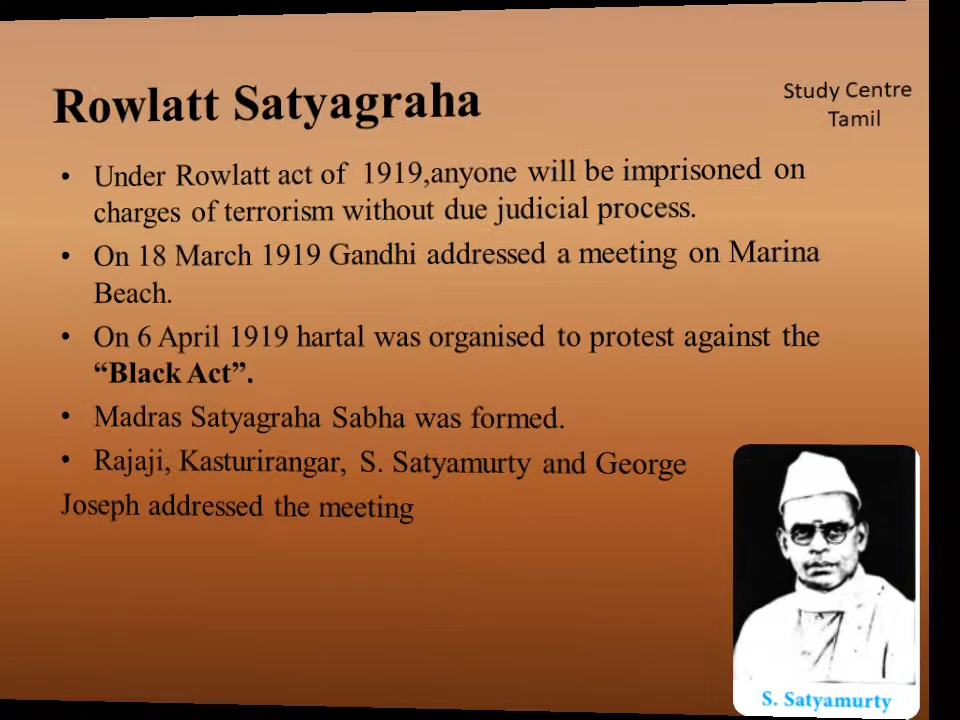 Rowlatt Satyagraha
Study Centre
Tamil
• Under Rowlatt act of 1919,anyone will be imprisoned on
charges of terrorism without due judicial process.
• On 18 March 1919 Gandhi addressed a meeting on Marina
Beach.
• On 6 April 1919 hartal was organised to protest against the
“Black Act”.
• Madras Satyagraha Sabha was formed.
• Rajaji, Kasturirangar, S. Satyamurty and George
Joseph addressed the meeting
S. Satyamurty